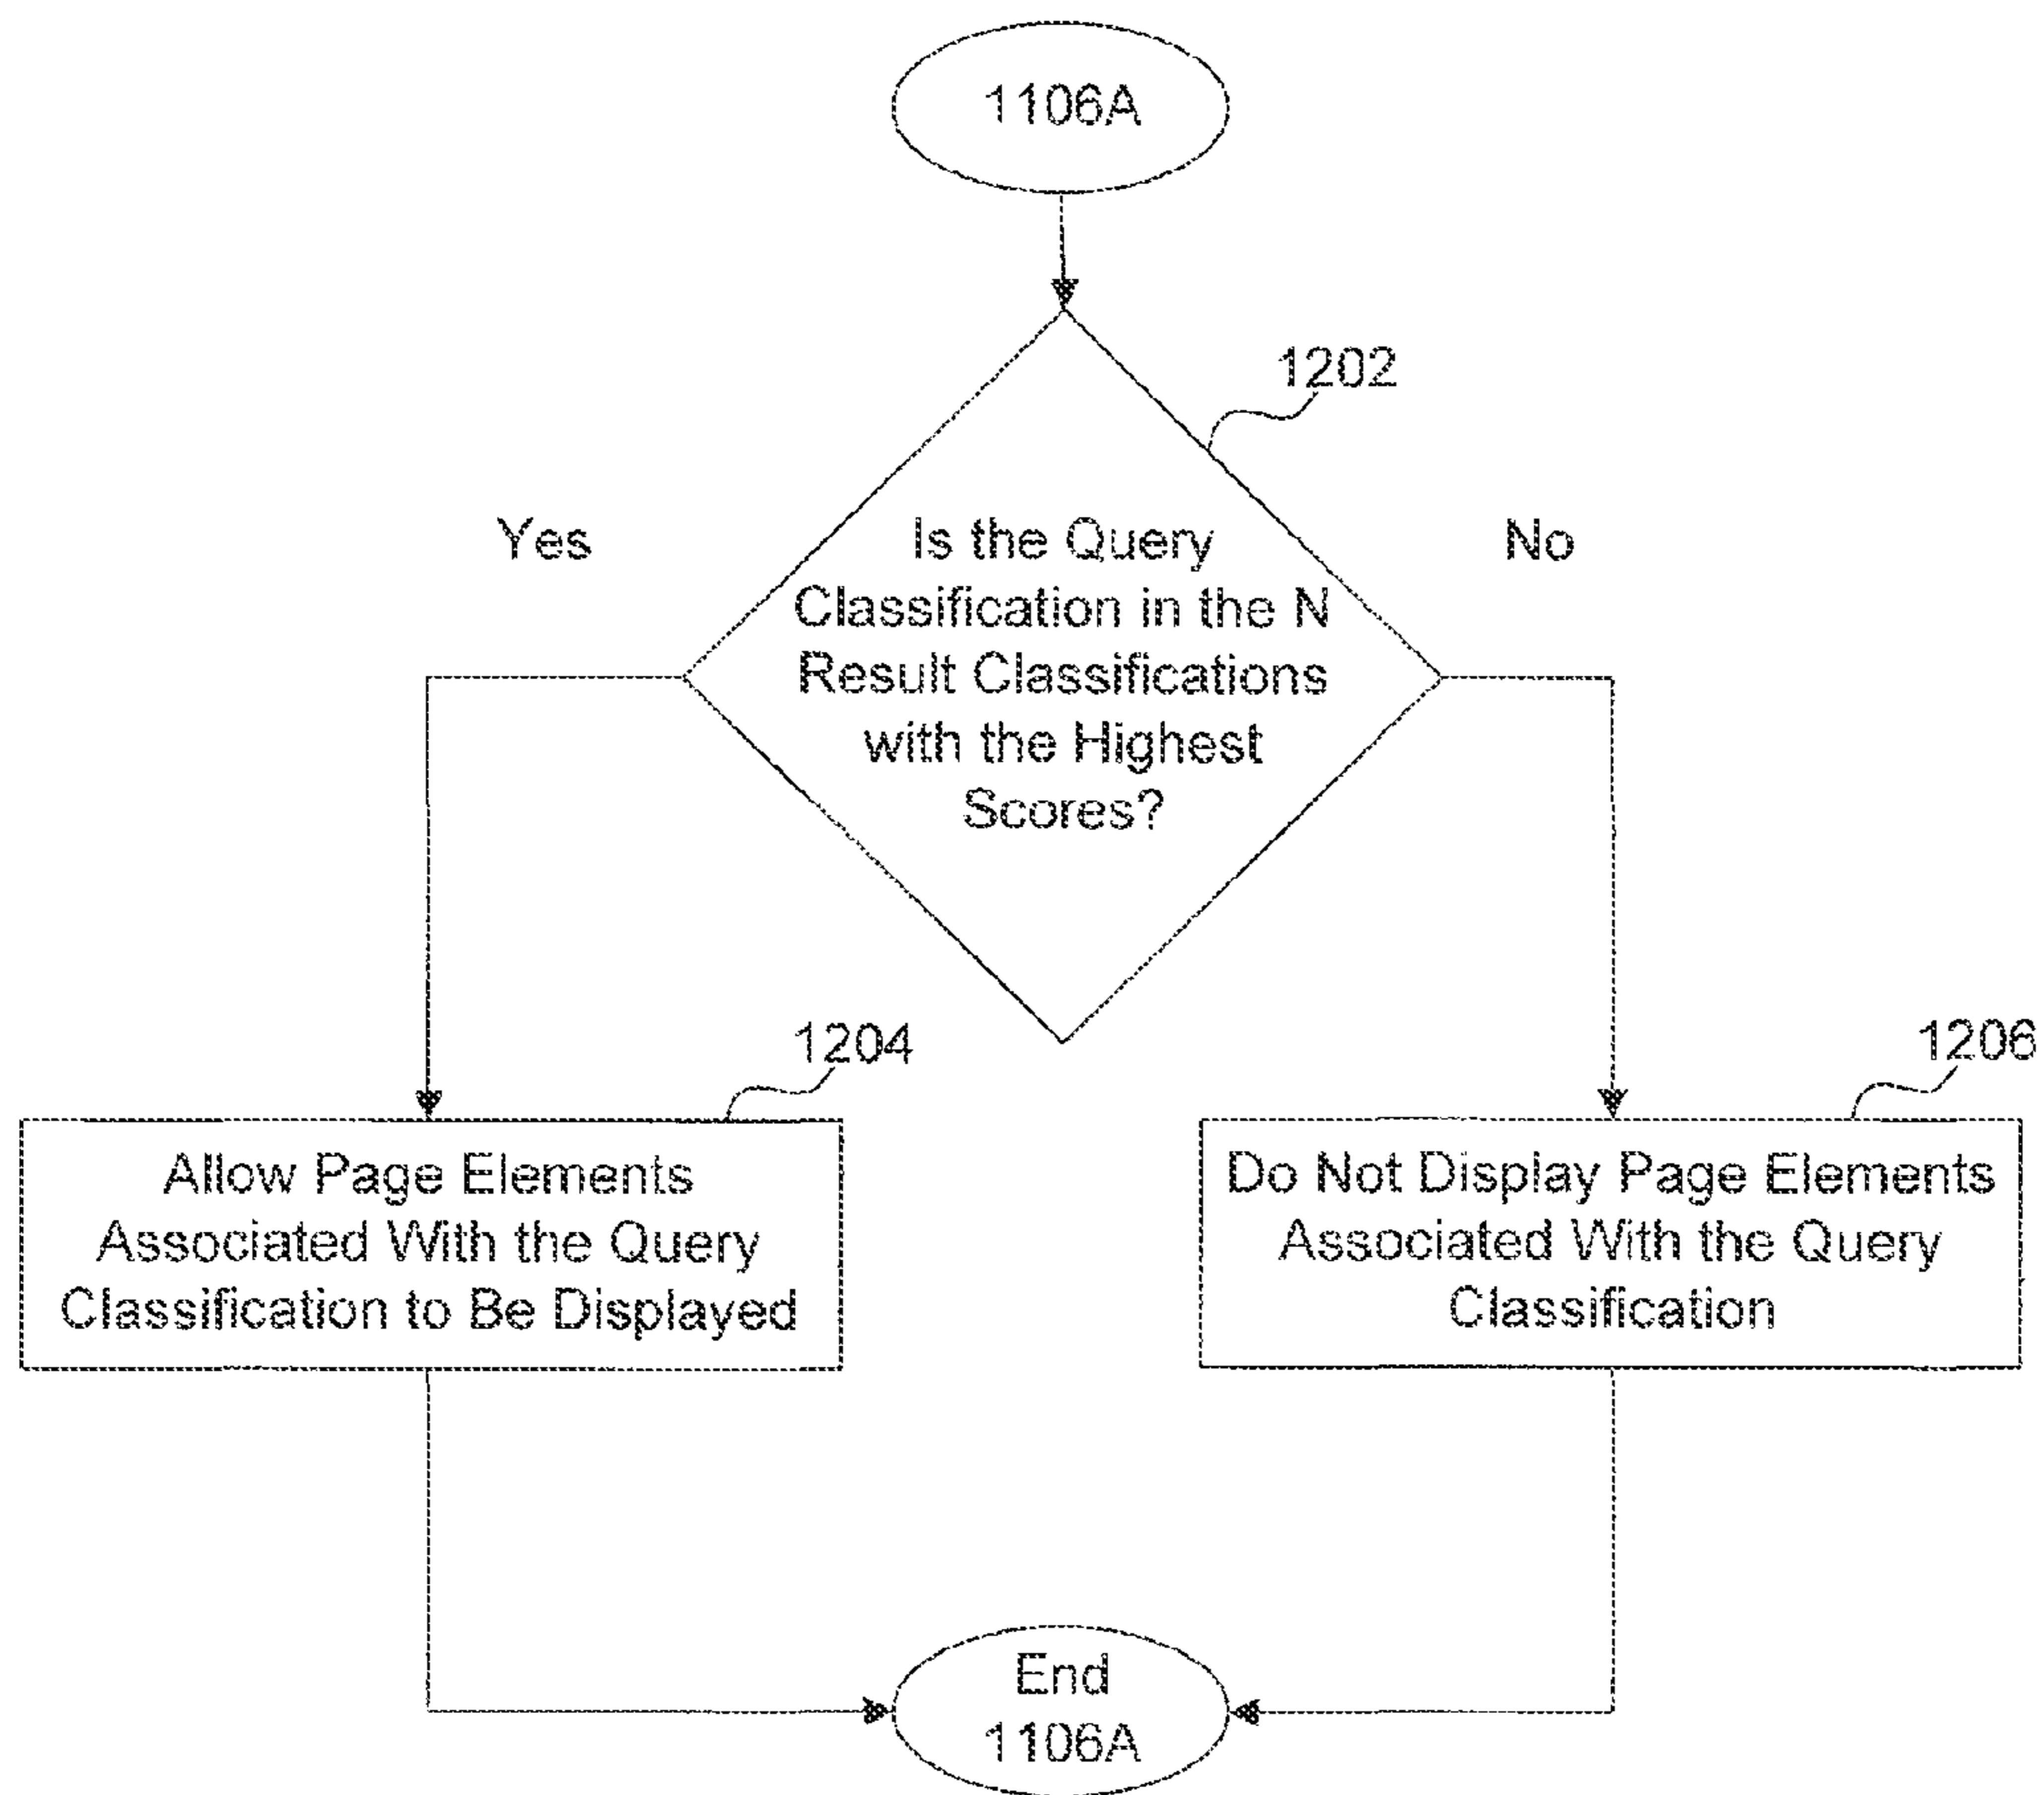 1106A
1202
Yes
Is the Query
Classification in the N
Result Classifications
with the Highest
Scores?
No
1204
Allow Page Elements
Associated With the Query
Classification to Be Displayed
1206
Do Not Display Page Elements
Associated With the Query
Classification
End
1106A